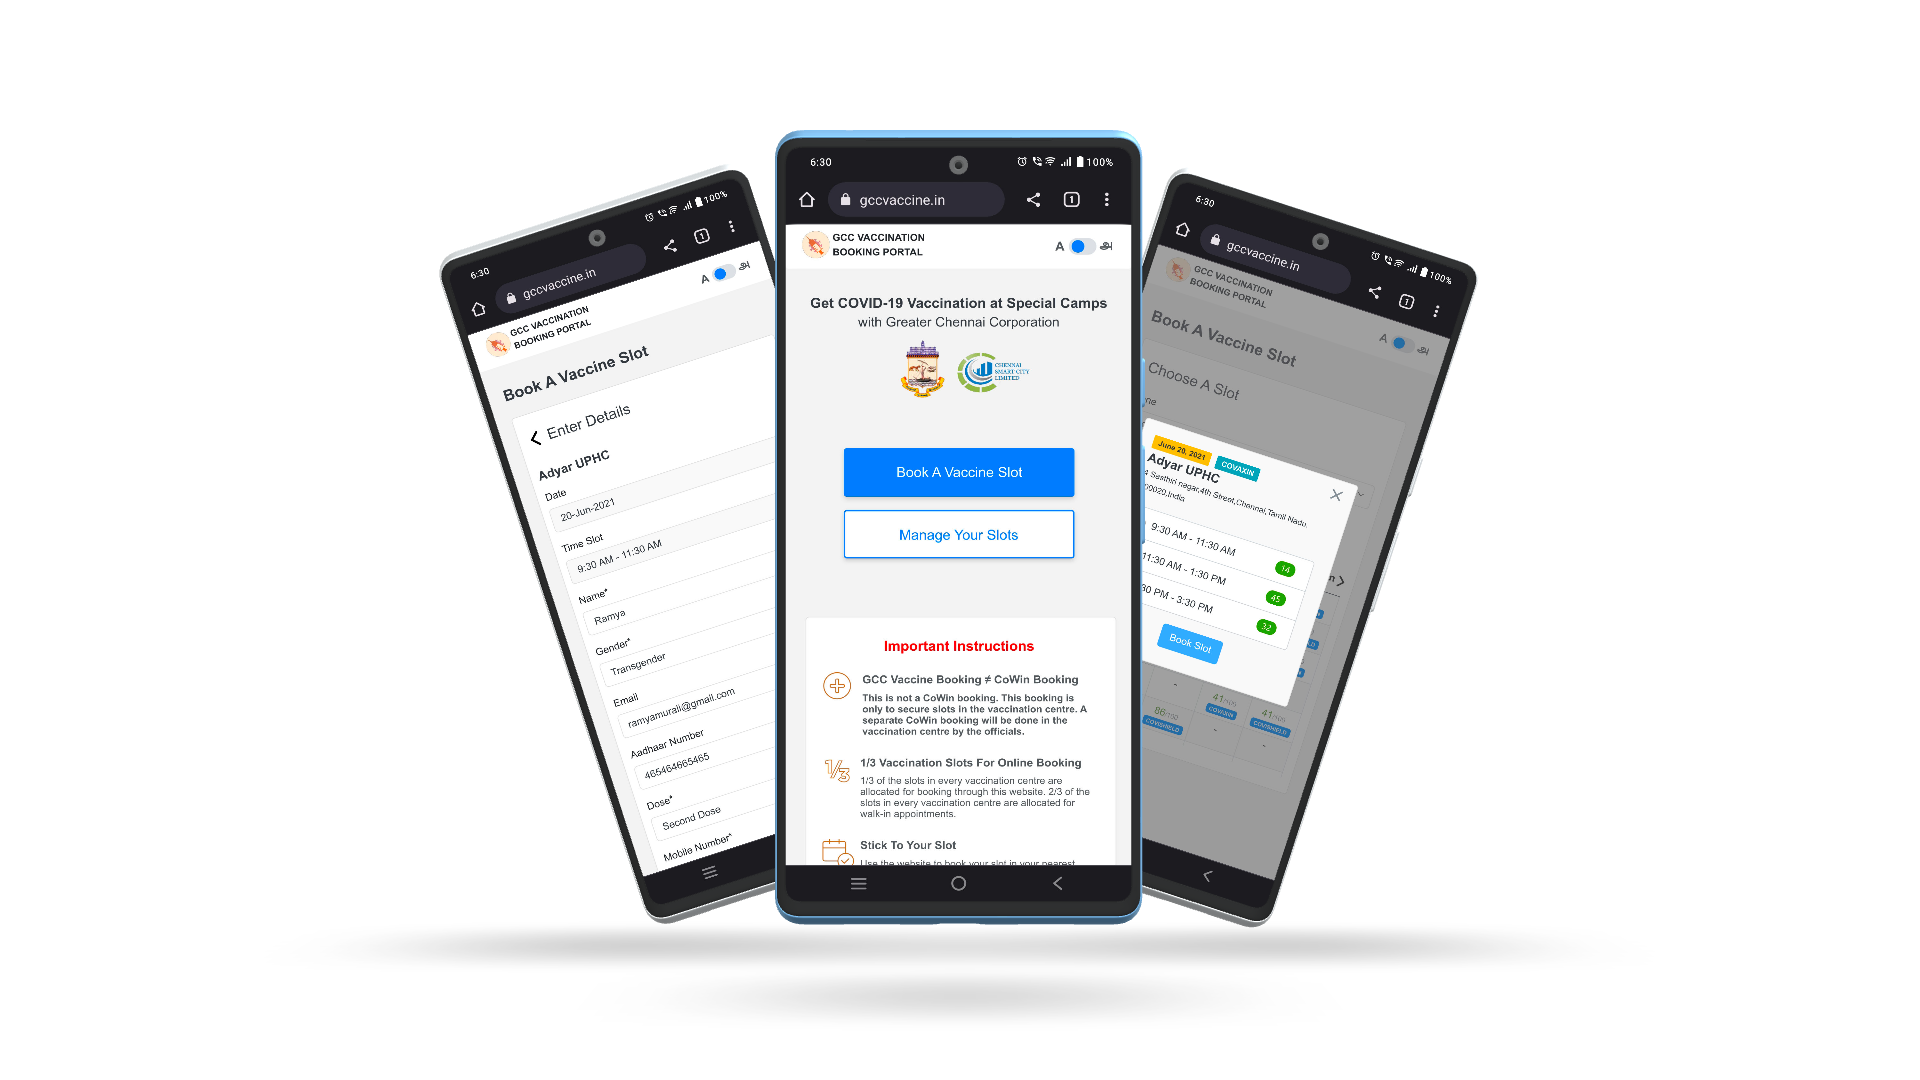 6:30
100%
gccvaccine.in
1
GCC VACCINATION
BOOKING PORTAL
A அ
Book A Vaccine Slot
Enter Details
Adyar UPHC
Date
20-Jun-2021
Time Slot
9:30 AM - 11:30 AM
Name*
Ramya
Gender*
Transgender
Email
ramyamurali@gmail.com
Aadhaar Number
465464665465
Dose*
Second Dose
Mobile Number*
6:30
100%
gccvaccine.in
1
GCC VACCINATION
BOOKING PORTAL
A அ
Get COVID-19 Vaccination at Special Camps
with Greater Chennai Corporation
CHENNAI
SMART CITY
LIMITED
Book A Vaccine Slot
Manage Your Slots
Important Instructions
GCC Vaccine Booking ≠ CoWin Booking
This is not a CoWin booking. This booking is
only to secure slots in the vaccination centre. A
separate CoWin booking will be done in the
vaccination centre by the officials.
1/3
1/3 Vaccination Slots For Online Booking
1/3 of the slots in every vaccination centre are
allocated for booking through this website. 2/3 of the
slots in every vaccination centre are allocated for
walk-in appointments.
Stick To Your Slot
Use the website to book your slot in your nearest
6:30
100%
gccvaccine.in
1
GCC VACCINATION
BOOKING PORTAL
A அ
Book A Vaccine Slot
Choose A Slot
June 20, 2021 COVAXIN
Adyar UPHC
Sasthiri nagar,4th Street,Chennai,Tamil Nadu,
India
9:30 AM - 11:30 AM 14
11:30 AM - 1:30 PM 45
30 PM - 3:30 PM 32
Book Slot
- 41/105 41/105
86/102 COVAXIN COVISHIELD
COVISHIELD - -